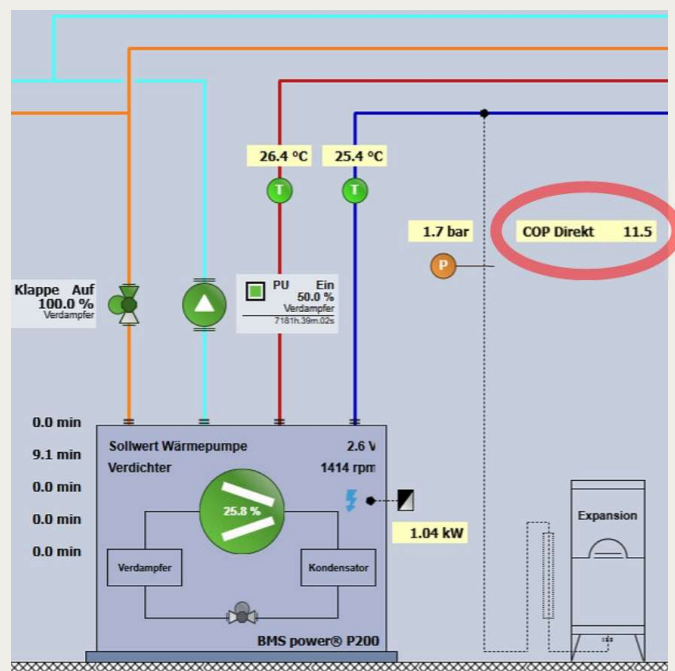 26.4 °C
25.4 °C
T
T
1.7 bar
COP Direkt 11.5
P
Klappe Auf
100.0 %
Verdampfer
PU Ein
50.0 %
Verdampfer
7181h.39m.02s
0.0 min
9.1 min
0.0 min
0.0 min
0.0 min
Sollwert Wärmepumpe 2.6 V
Verdichter 1414 rpm
25.8 %
1.04 kW
Expansion
Verdampfer
Kondensator
BMS power® P200